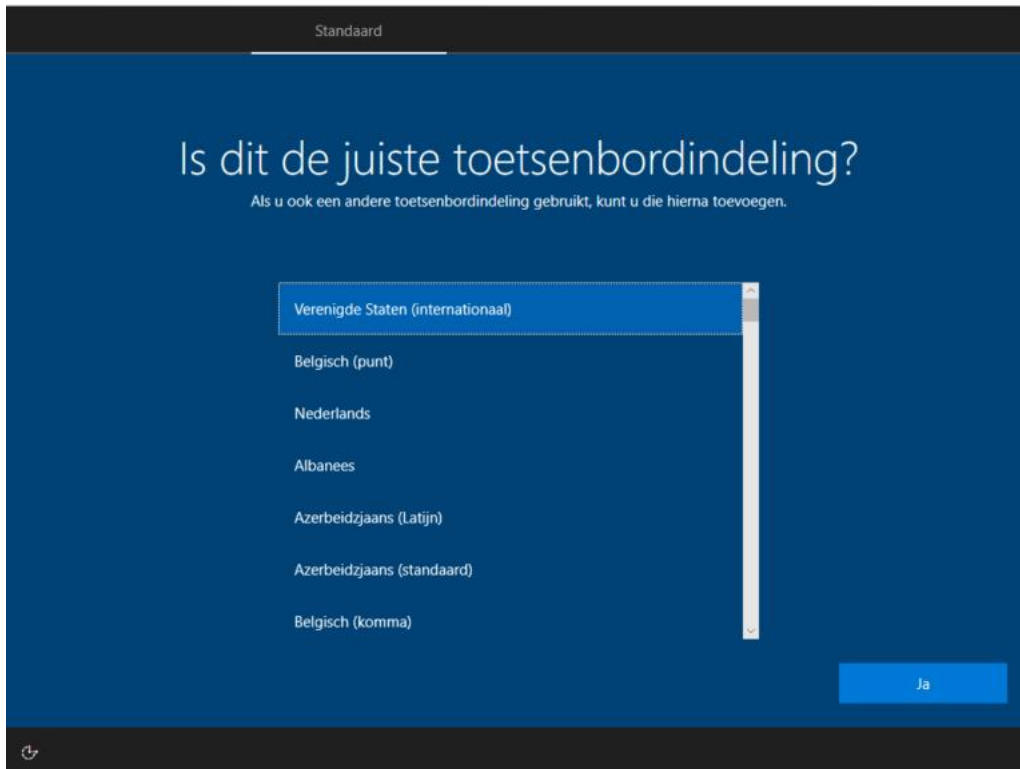 Standaard
Is dit de juiste toetsenbordindeling?
Als u ook een andere toetsenbordindeling gebruikt, kunt u die hierna toevoegen.
Verenigde Staten (internationaal)
Belgisch (punt)
Nederlands
Albanees
Azerbeidzjaans (Latijn)
Azerbeidzjaans (standaard)
Belgisch (komma)
Ja